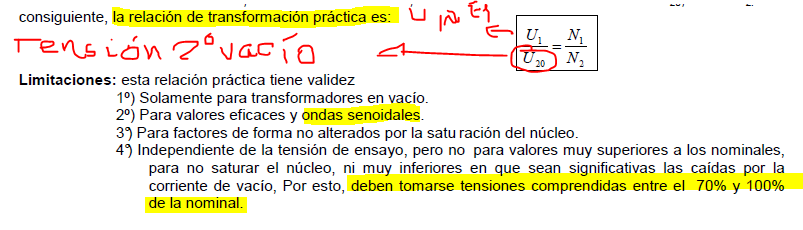 consiguiente, la relación de transformación práctica es:
Tensión 2º vacío
U1 / U20 = N1 / N2
Limitaciones: esta relación práctica tiene validez
1º) Solamente para transformadores en vacío.
2º) Para valores eficaces y ondas senoidales.
3º) Para factores de forma no alterados por la satu ración del núcleo.
4º) Independiente de la tensión de ensayo, pero no para valores muy superiores a los nominales,
para no saturar el núcleo, ni muy inferiores en que sean significativas las caídas por la
corriente de vacío, Por esto, deben tomarse tensiones comprendidas entre el 70% y 100%
de la nominal.